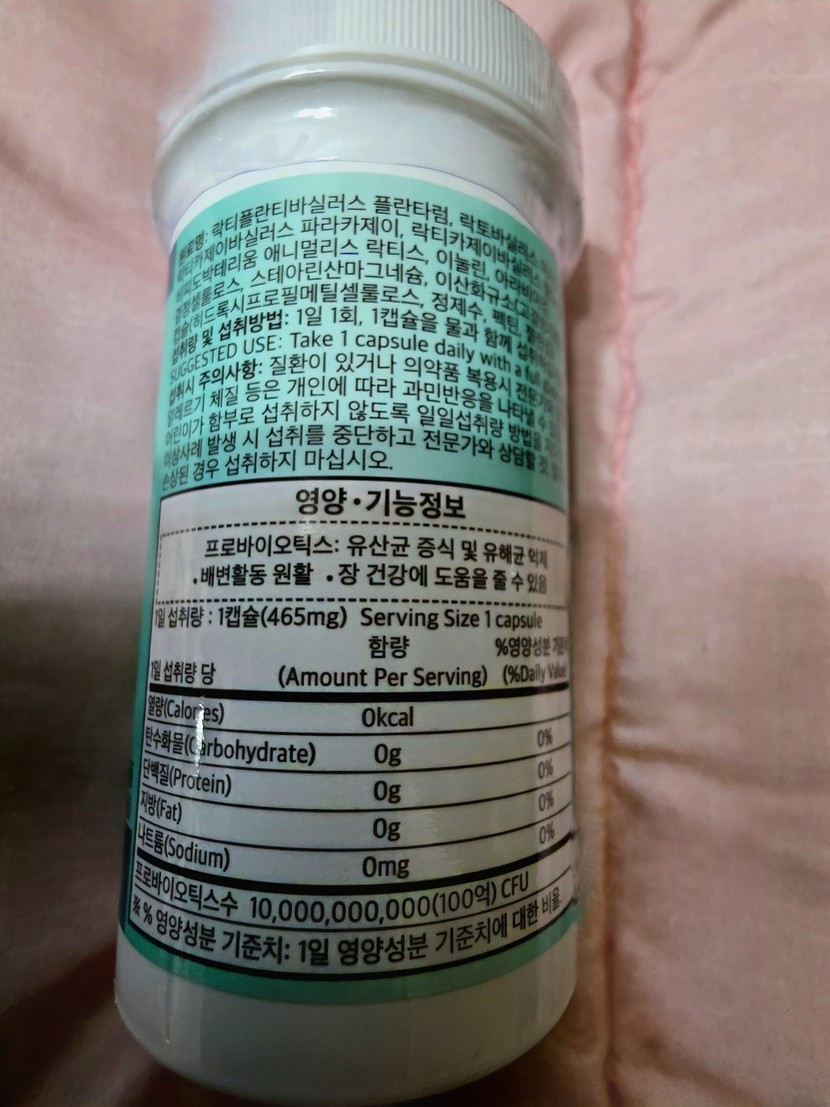 락티플란티바실러스 플란타럼, 락토바실러스
락티카제이바실러스 파라카제이, 락티카제이바실러스
비피도박테리움 애니멀리스 락티스, 이눌린, 아라비아
결정셀룰로스, 스테아린산마그네슘, 이산화규소(고
캡슐(히드록시프로필메틸셀룰로스, 정제수, 펙틴,
섭취량 및 섭취방법: 1일 1회, 1캡슐을 물과 함께 섭취
SUGGESTED USE: Take 1 capsule daily with a full
섭취시 주의사항: 질환이 있거나 의약품 복용시 전문가
알레르기 체질 등은 개인에 따라 과민반응을 나타낼 수
어린이가 함부로 섭취하지 않도록 일일섭취량 방법을
이상사례 발생 시 섭취를 중단하고 전문가와 상담할 것
손상된 경우 섭취하지 마십시오.
영양•기능정보
프로바이오틱스: 유산균 증식 및 유해균 억제
•배변활동 원활 •장 건강에 도움을 줄 수 있음
1일 섭취량 : 1캡슐(465mg) Serving Size 1 capsule
함량 %영양성분 기준치
1일 섭취량 당 (Amount Per Serving) (%Daily Value)
열량(Calories) 0kcal
탄수화물(Carbohydrate) 0g 0%
단백질(Protein) 0g 0%
지방(Fat) 0g 0%
나트륨(Sodium) 0mg 0%
프로바이오틱스수 10,000,000,000(100억) CFU
※ % 영양성분 기준치: 1일 영양성분 기준치에 대한 비율